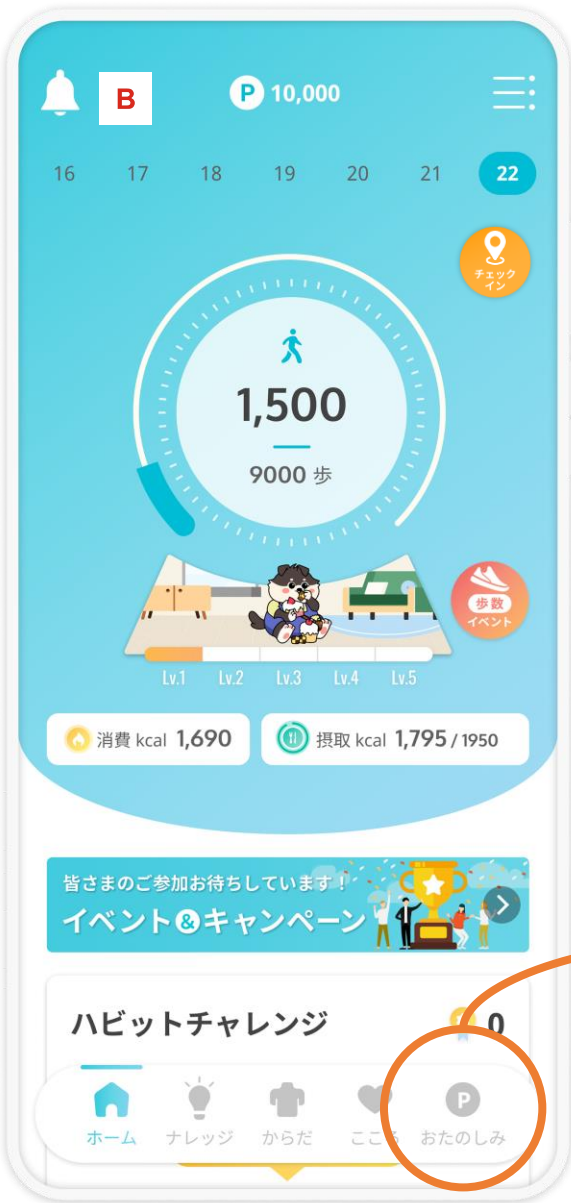 B
P 10,000
16 17 18 19 20 21 22
チェック
イン
1,500
9000 歩
歩数
イベント
Lv.1 Lv.2 Lv.3 Lv.4 Lv.5
消費 kcal 1,690
摂取 kcal 1,795 / 1950
皆さまのご参加お待ちしています!
イベント&キャンペーン
ハビットチャレンジ 0
P
ホーム ナレッジ からだ こころ おたのしみ